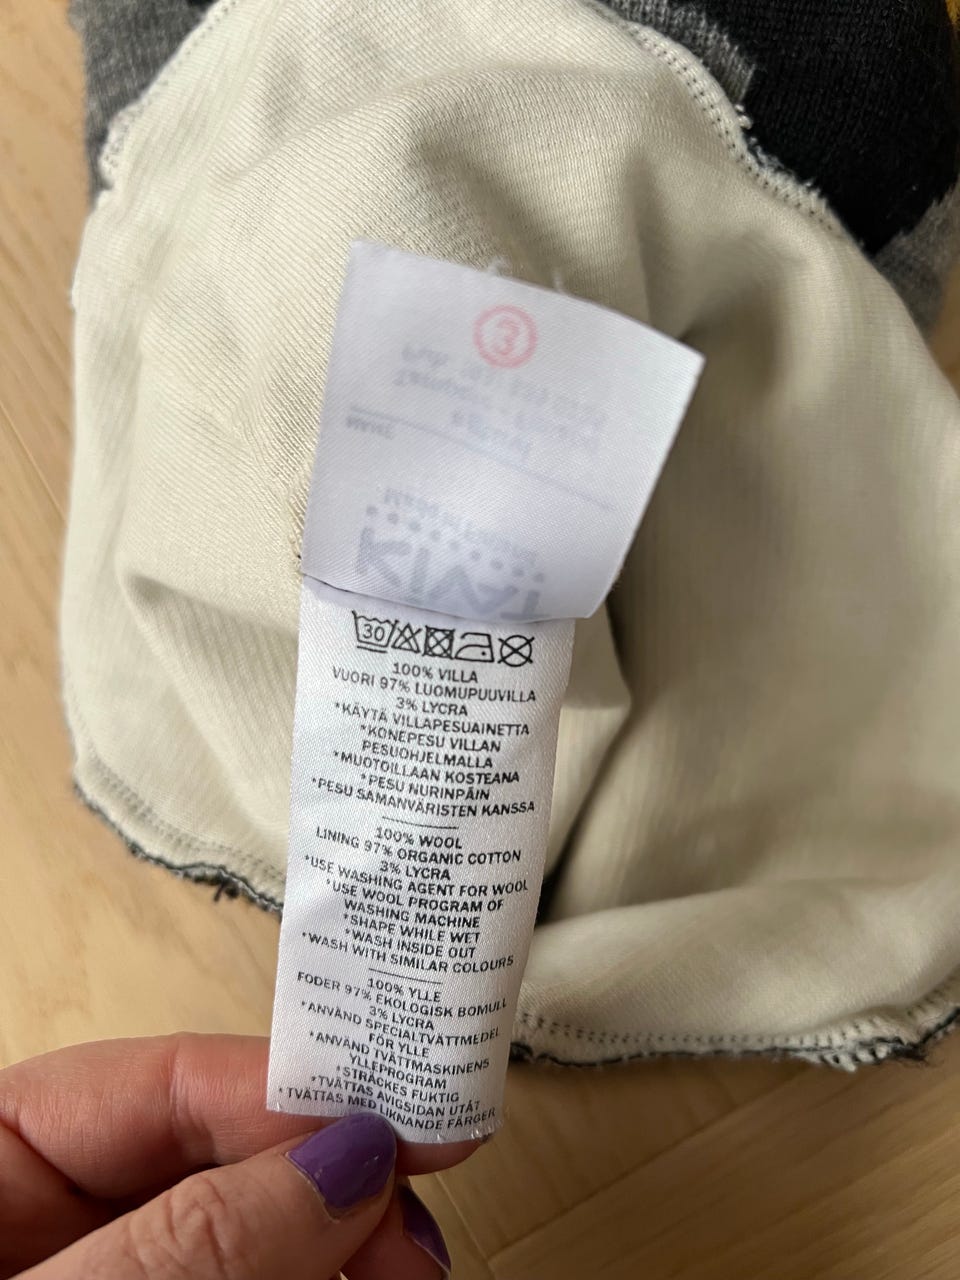 3
30
100% VILLA
VUORI 97% LUOMUPUUVILLA
3% LYCRA
*KÄYTÄ VILLAPESUAINETTA
*KONEPESU VILLAN
PESUOHJELMALLA
*MUOTOILLAAN KOSTEANA
*PESU NURINPÄIN
*PESU SAMANVÄRISTEN KANSSA
100% WOOL
LINING 97% ORGANIC COTTON
3% LYCRA
*USE WASHING AGENT FOR WOOL
*USE WOOL PROGRAM OF
WASHING MACHINE
*SHAPE WHILE WET
*WASH INSIDE OUT
*WASH WITH SIMILAR COLOURS
100% YLLE
FODER 97% EKOLOGISK BOMULL
3% LYCRA
*ANVÄND SPECIALTVÄTTMEDEL
FÖR YLLE
*ANVÄND TVÄTTMASKINENS
YLLEPROGRAM
*STRÄCKES FUKTIG
*TVÄTTAS AVIGSIDAN UTÅT
*TVÄTTAS MED LIKNANDE FÄRGER